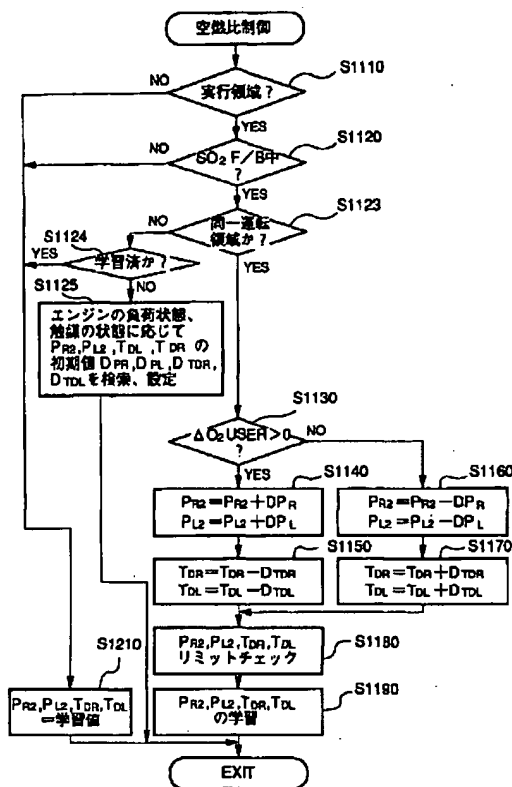 空燃比制御
S1110
実行領域？
NO
YES
S1120
SO2 F／B中
？
NO
YES
S1123
同一運転
領域か？
NO
YES
S1124
学習済か？
YES
NO
S1125
エンジンの負荷状態、
触媒の状態に応じて
PR2,PL2,TDL,TDRの
初期値DPR,DPL,DTDR,
DTDLを検索、設定
S1130
ΔO2USER>0
？
NO
YES
S1140
PR2=PR2+DPR
PL2=PL2+DPL
S1160
PR2=PR2-DPR
PL2=PL2-DPL
S1150
TDR=TDR-DTDR
TDL=TDL-DTDL
S1170
TDR=TDR+DTDR
TDL=TDL+DTDL
PR2,PL2,TDR,TDL
リミットチェック
S1180
S1210
PR2,PL2,TDR,TDL
=学習値
PR2,PL2,TDR,TDL
の学習
S1190
EXIT